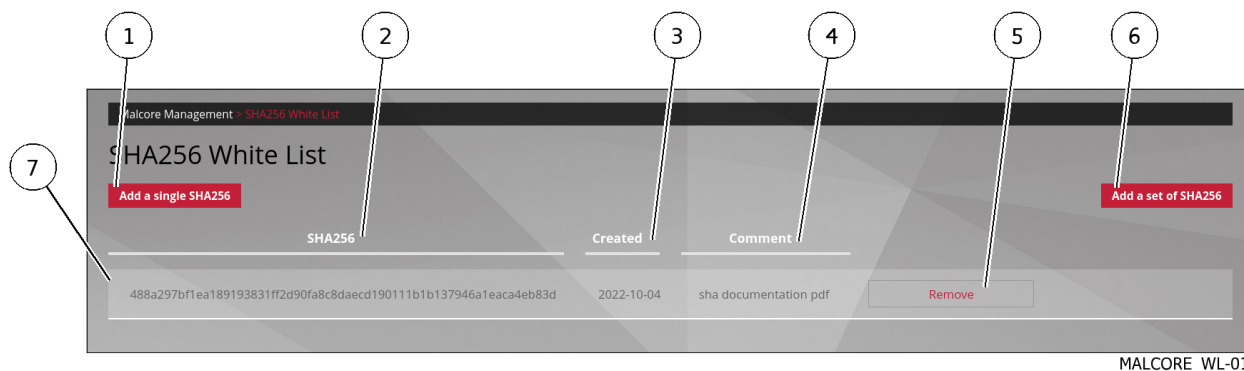 1 2 3 4 5 6
Malcore Management > SHA256 White List
SHA256 White List
7
Add a single SHA256 Add a set of SHA256
SHA256 Created Comment
488a297bf1ea189193831ff2d90fa8c8daecd190111b1b137946a1eaca4eb83d 2022-10-04 sha documentation pdf Remove
MALCORE WL-01